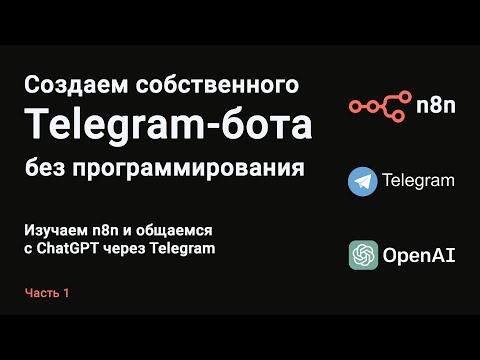 Создаем собственного
Telegram-бота
без программирования
Изучаем n8n и общаемся
с ChatGPT через Telegram
Часть 1
n8n
Telegram
OpenAI